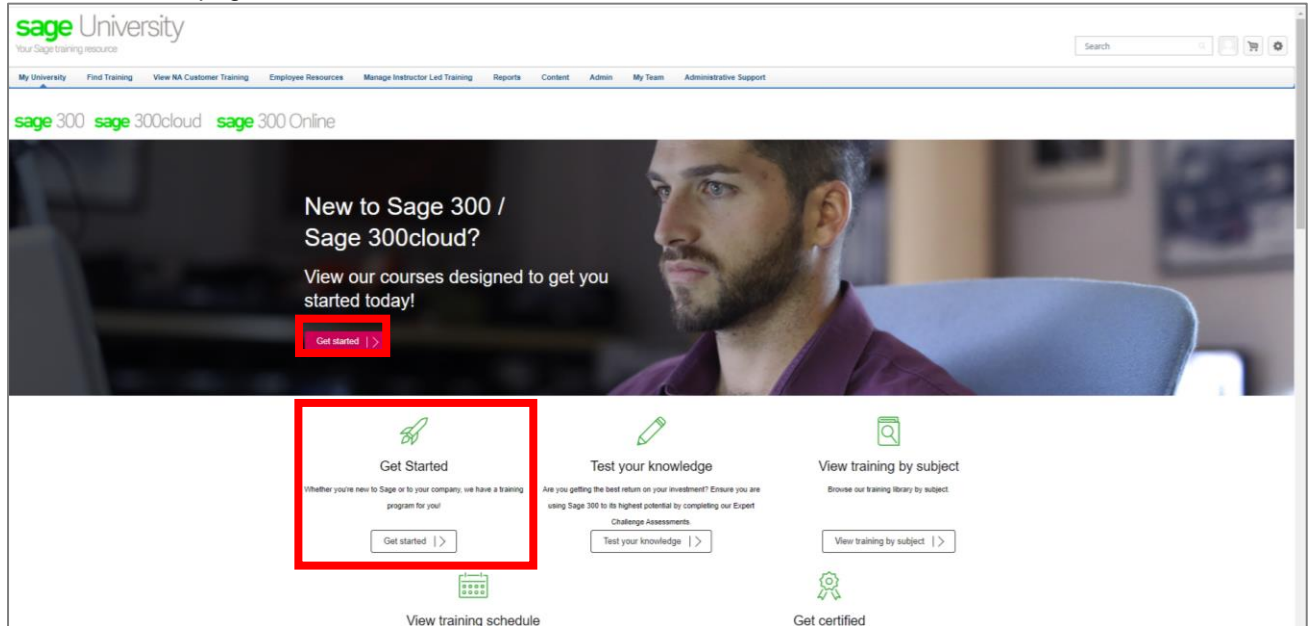 sage University
Your Sage training resource
Search
My University Find Training View NA Customer Training Employee Resources Manage Instructor Led Training Reports Content Admin My Team Administrative Support
sage 300 sage 300cloud sage 300 Online
New to Sage 300 /
Sage 300cloud?
View our courses designed to get you
started today!
Get started
Get Started
Whether you're new to Sage or to your company, we have a training
program for you!
Get started
Test your knowledge
Are you getting the best return on your investment? Ensure you are
using Sage 300 to its highest potential by completing our Expert
Challenge Assessments.
Test your knowledge
View training by subject
Browse our training library by subject.
View training by subject
View training schedule
Get certified